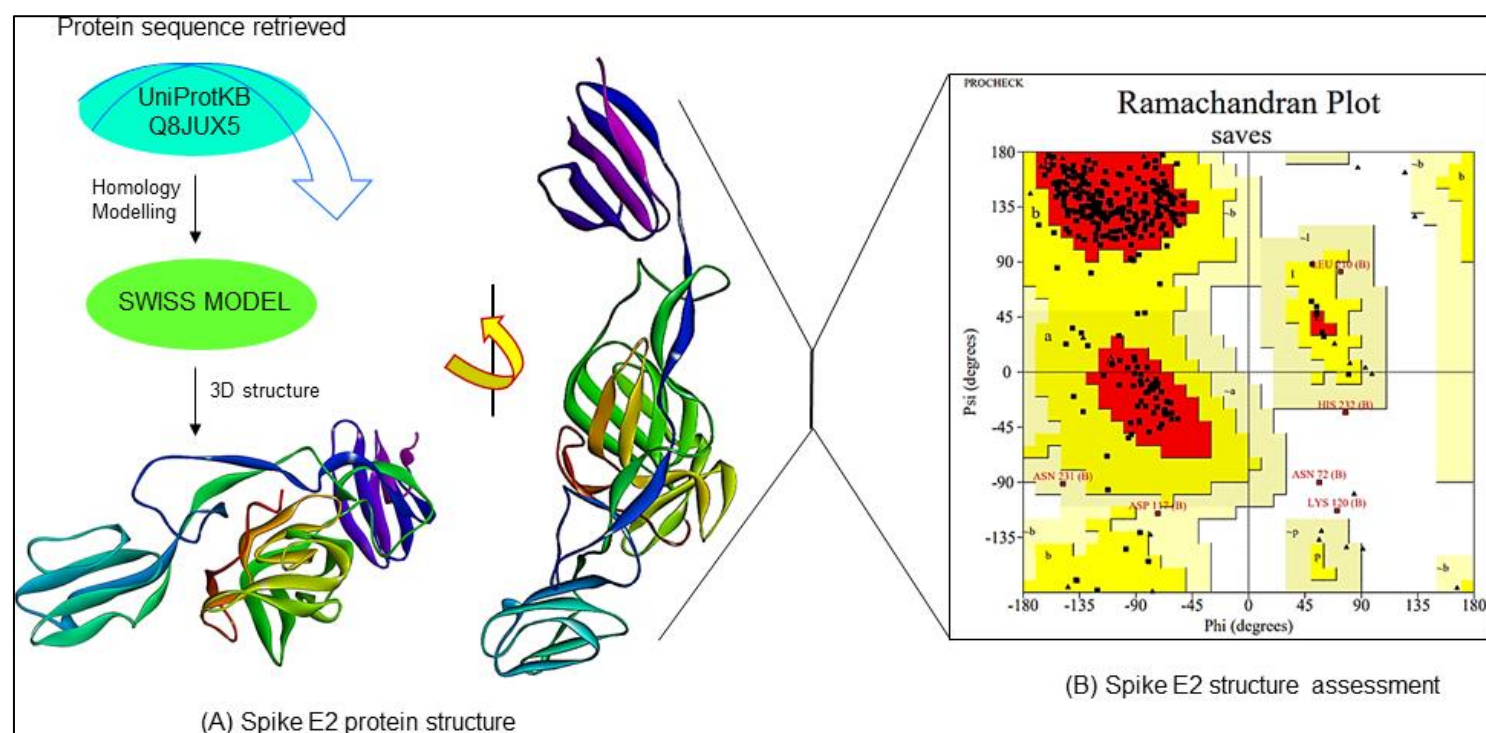 Protein sequence retrieved
UniProtKB
Q8JUX5
Homology
Modelling
SWISS MODEL
3D structure
(A) Spike E2 protein structure
PROCHECK
Ramachandran Plot
saves
180
135
90
45
0
-45
-90
-135
Psi (degrees)
b
~b
~b
b
~l
l
a
~a
HIS 232 (B)
ASN 231 (B)
ASN 72 (B)
ASP 117 (B)
LYS 120 (B)
~b
b
~p
p
~b
-180 -135 -90 -45 0 45 90 135 180
Phi (degrees)
(B) Spike E2 structure assessment